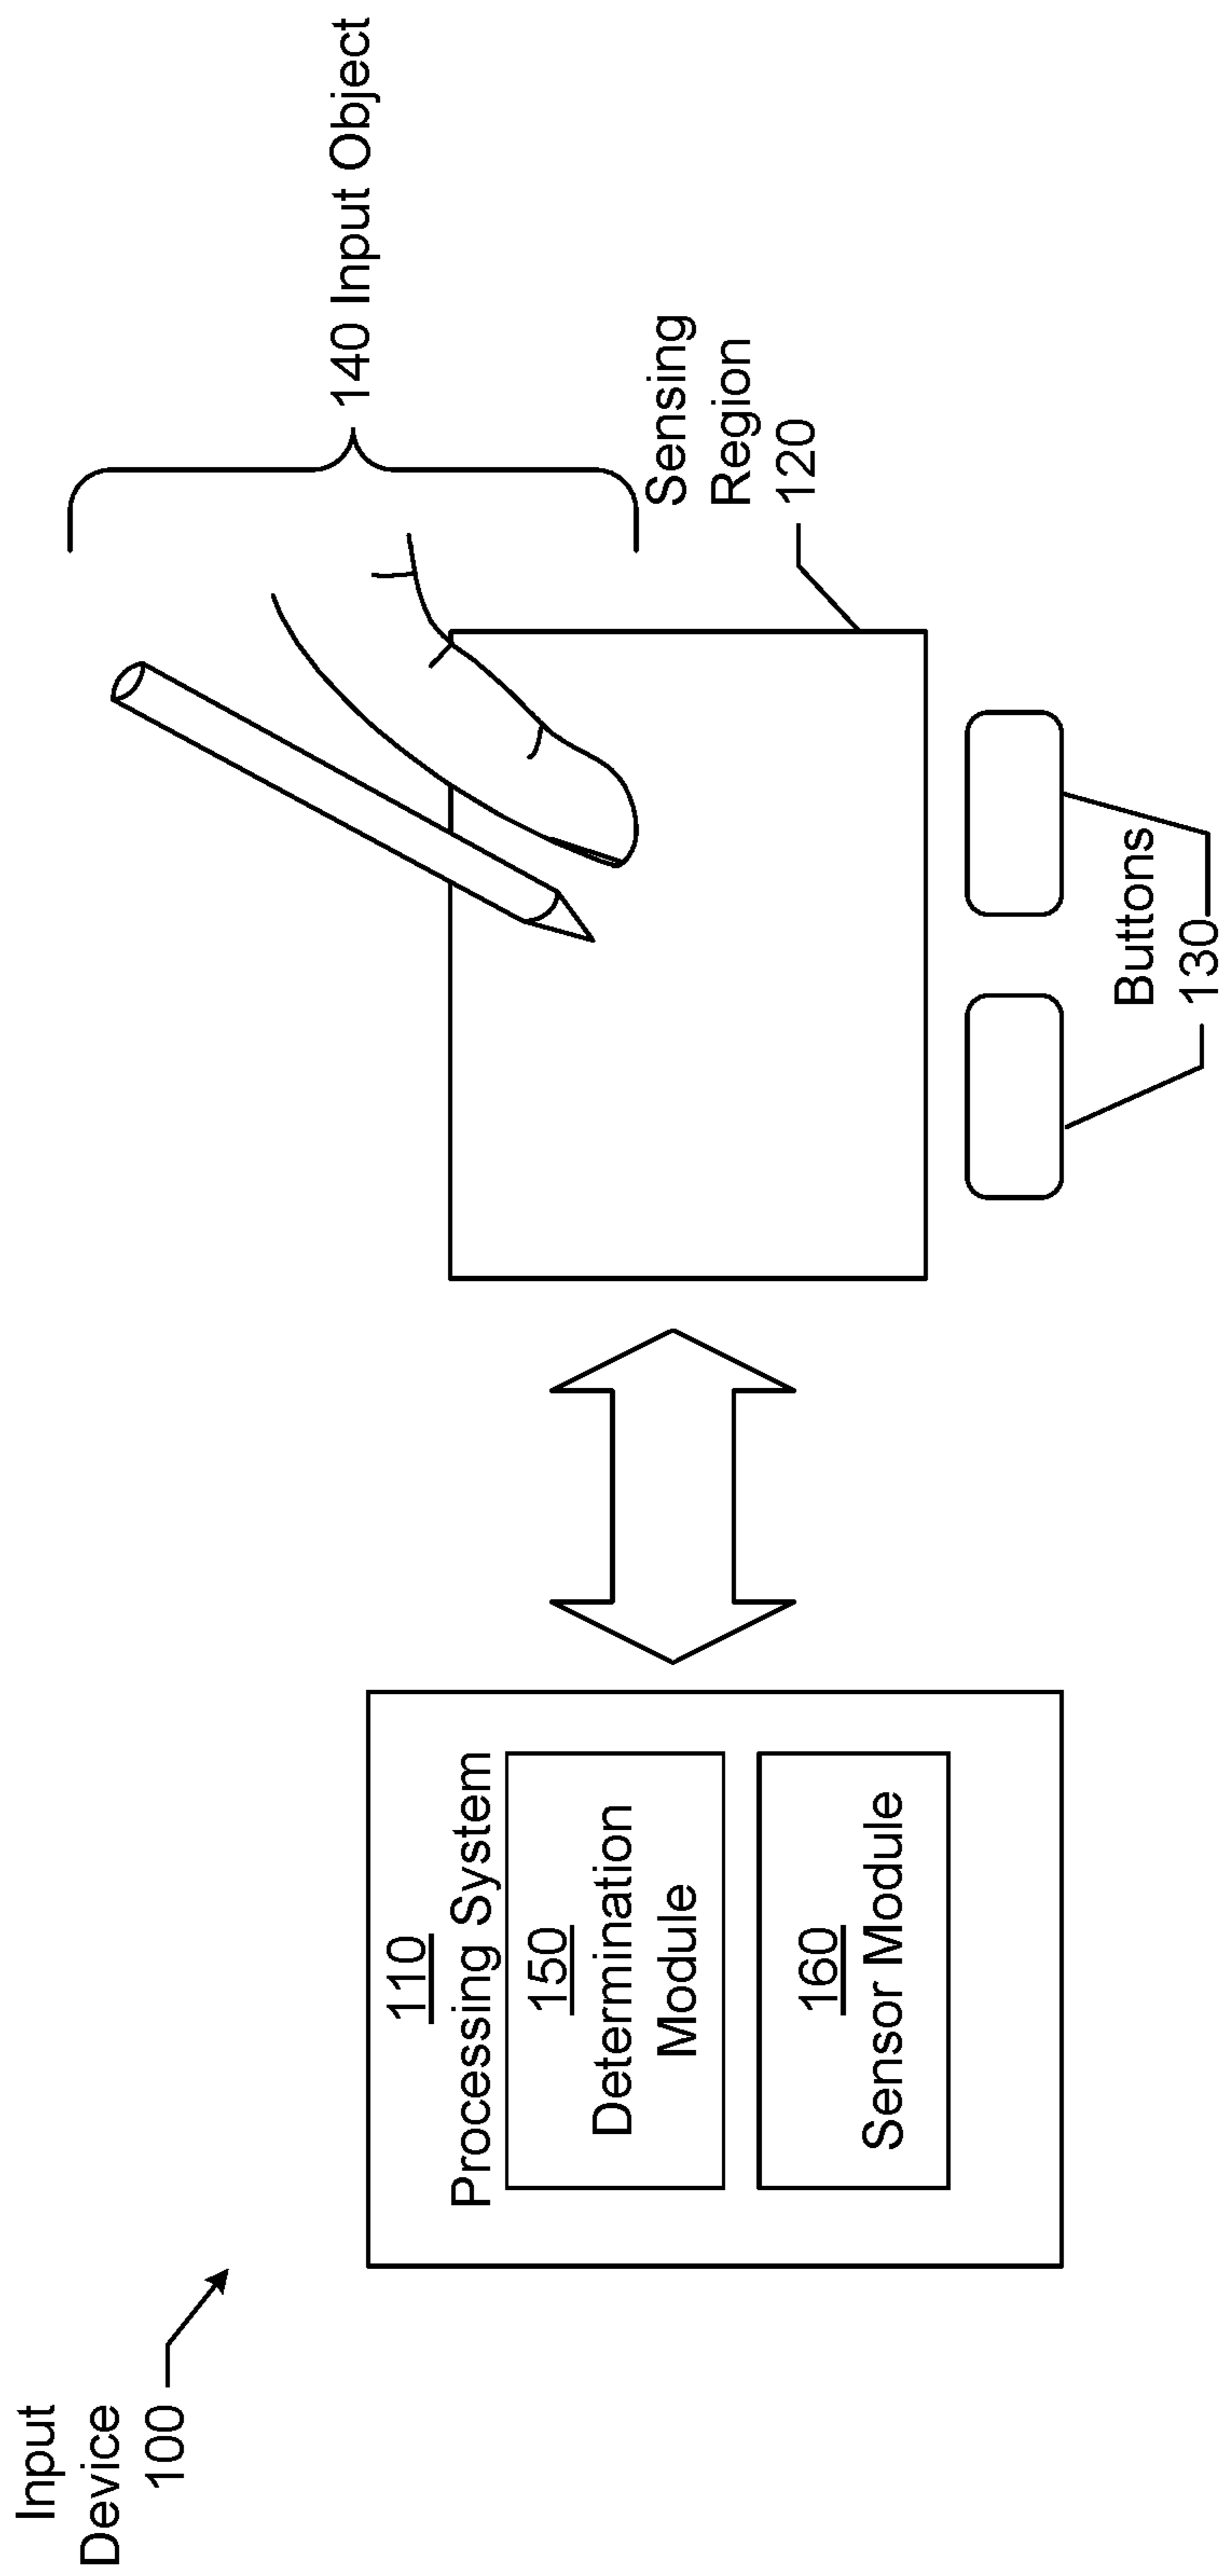 Input
Device
100
110
Processing System
150
Determination
Module
160
Sensor Module
140 Input Object
Sensing
Region
120
Buttons
130